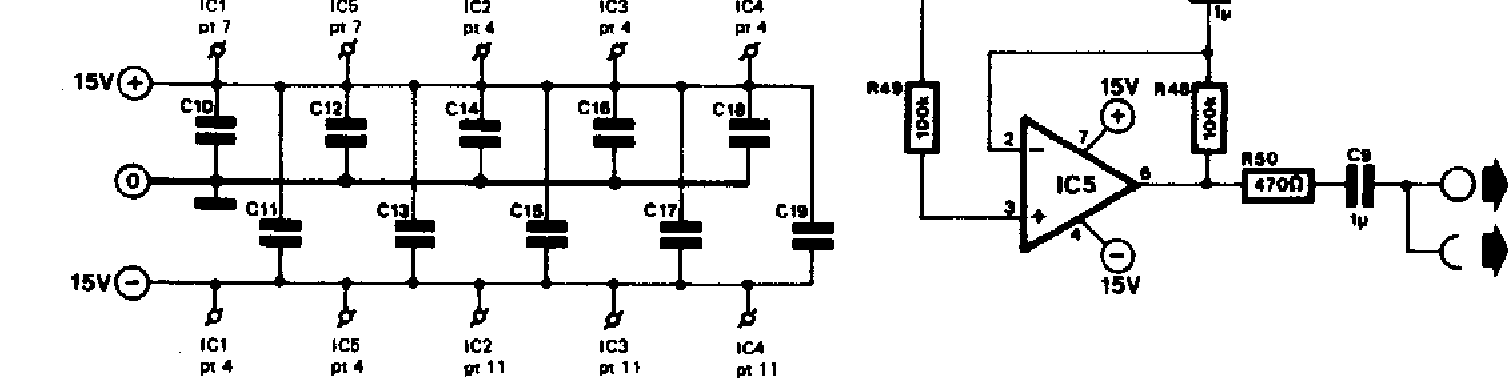 IC1
pt 7
IC5
pt 7
IC2
pt 4
IC3
pt 4
IC4
pt 4
15V +
C10
C12
C14
C16
C18
0
C11
C13
C15
C17
C19
15V −
IC1
pt 4
IC5
pt 4
IC2
pt 11
IC3
pt 11
IC4
pt 11
1µ
R49
100k
15V
+
R48
100k
2
−
7
IC5
6
3
+
4
−
15V
R50
470Ω
C9
1µ